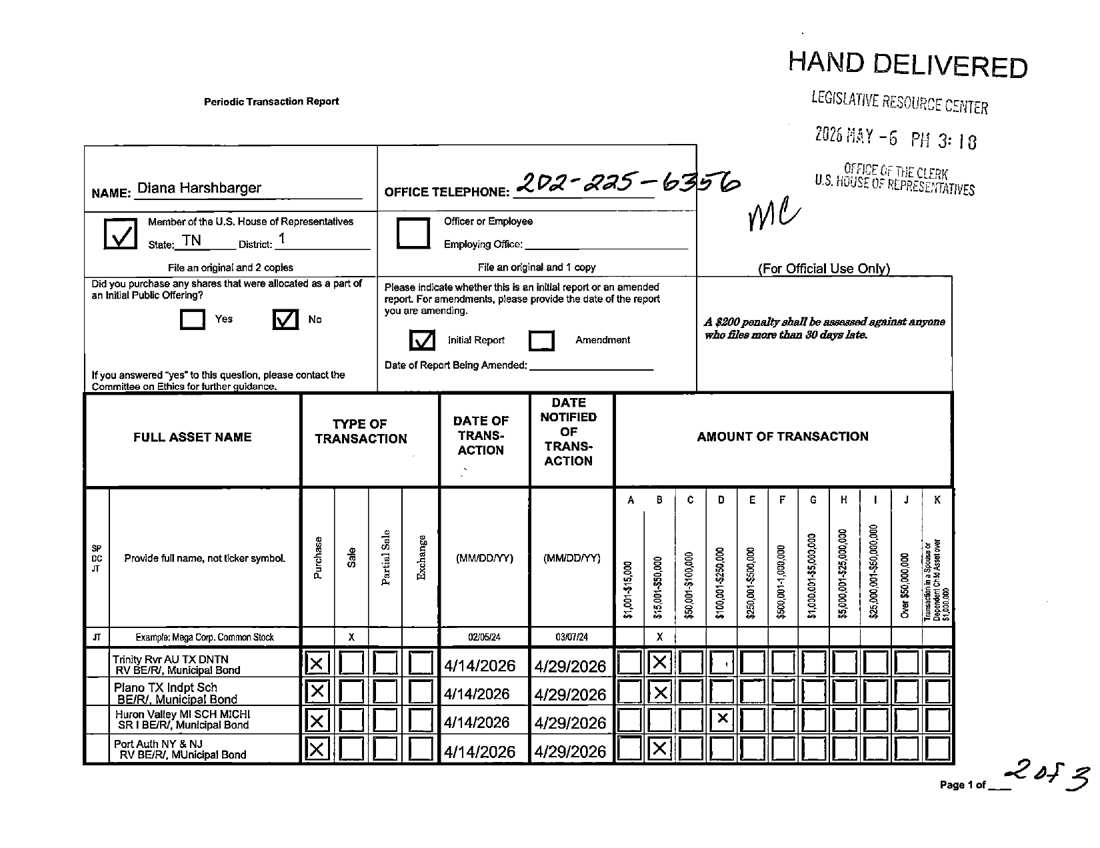 HAND DELIVERED
LEGISLATIVE RESOURCE CENTER
2026 MAY -6 PM 3:18
OFFICE OF THE CLERK
U.S. HOUSE OF REPRESENTATIVES
MC
(For Official Use Only)
Periodic Transaction Report
NAME: Diana Harshbarger
OFFICE TELEPHONE: 202-225-6356
Member of the U.S. House of Representatives
State: TN District: 1
File an original and 2 copies
Officer or Employee
Employing Office:
File an original and 1 copy
Did you purchase any shares that were allocated as a part of
an Initial Public Offering?
Yes No
If you answered "yes" to this question, please contact the
Committee on Ethics for further guidance.
Please indicate whether this is an initial report or an amended
report. For amendments, please provide the date of the report
you are amending.
Initial Report Amendment
Date of Report Being Amended:
A $200 penalty shall be assessed against anyone
who files more than 30 days late.
FULL ASSET NAME
TYPE OF
TRANSACTION
DATE OF
TRANS-
ACTION
DATE
NOTIFIED
OF
TRANS-
ACTION
AMOUNT OF TRANSACTION
SP
DC
JT
Provide full name, not ticker symbol.
Purchase
Sale
Partial Sale
Exchange
(MM/DD/YY)
(MM/DD/YY)
A B C D E F G H I J K
$1,001-$15,000
$15,001-$50,000
$50,001-$100,000
$100,001-$250,000
$250,001-$500,000
$500,001-1,000,000
$1,000,001-$5,000,000
$5,000,001-$25,000,000
$25,000,001-$50,000,000
Over $50,000,000
Transaction in a Spouse or
Dependent Child Asset over
$1,000,000
JT Example: Mega Corp. Common Stock X 02/05/24 03/07/24 X
Trinity Rvr AU TX DNTN
RV BE/R/, Municipal Bond X 4/14/2026 4/29/2026 X
Plano TX Indpt Sch
BE/R/, Municipal Bond X 4/14/2026 4/29/2026 X
Huron Valley MI SCH MICHI
SR I BE/R/, Municipal Bond X 4/14/2026 4/29/2026 X
Port Auth NY & NJ
RV BE/R/, MUnicipal Bond X 4/14/2026 4/29/2026 X
Page 1 of 2 of 3